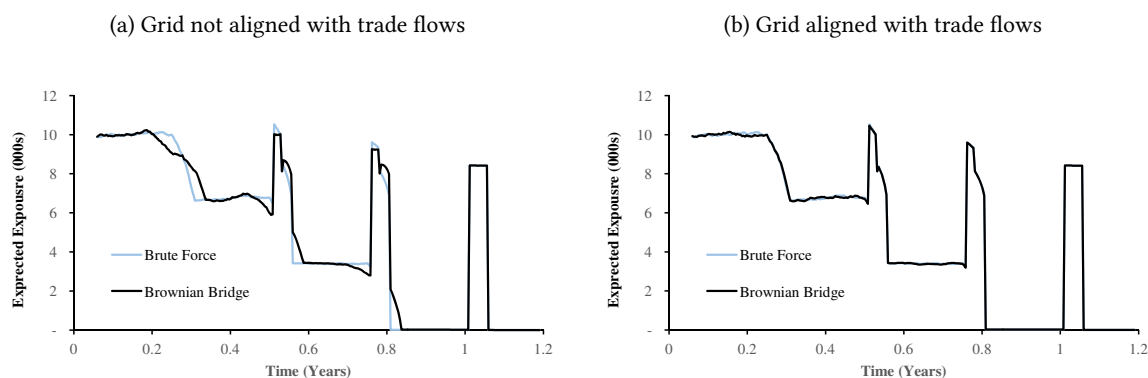 (a) Grid not aligned with trade flows
12
10
8
6
4
2
-
Exprected Expousre (000s)
Brute Force
Brownian Bridge
0 0.2 0.4 0.6 0.8 1 1.2
Time (Years)
(b) Grid aligned with trade flows
12
10
8
6
4
2
-
Exprected Expousre (000s)
Brute Force
Brownian Bridge
0 0.2 0.4 0.6 0.8 1 1.2
Time (Years)